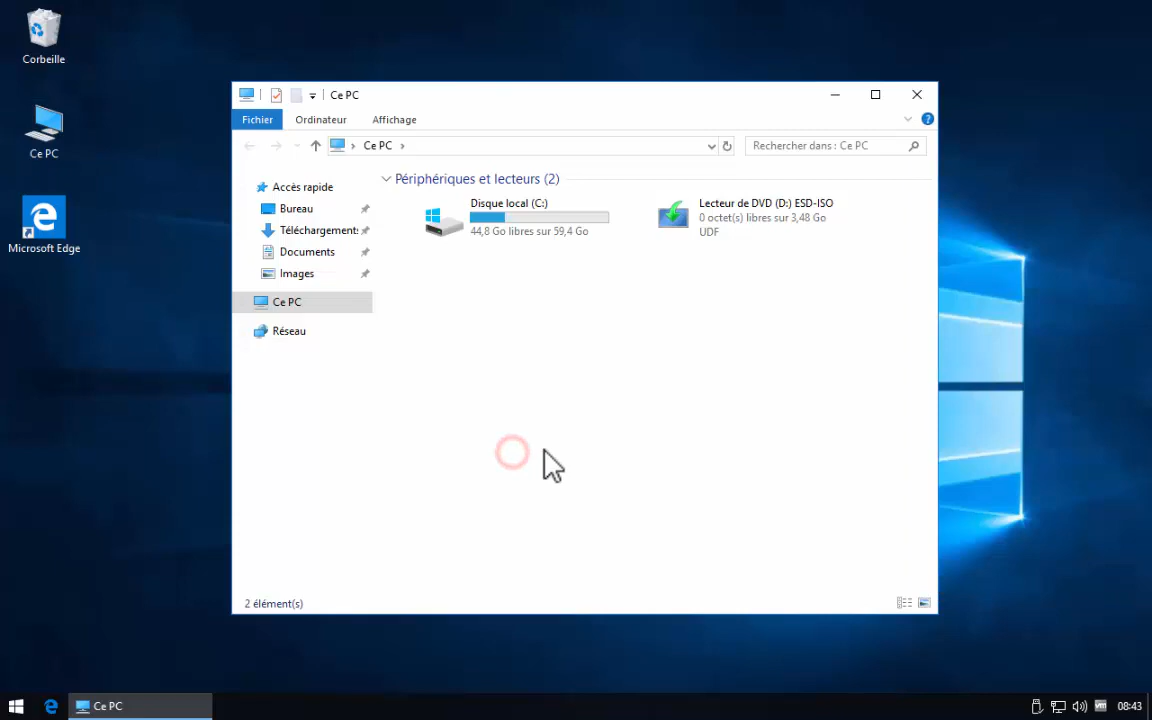 Corbeille
Ce PC
Microsoft Edge
Ce PC
Fichier
Ordinateur
Affichage
Ce PC
Rechercher dans : Ce PC
Accès rapide
Bureau
Téléchargements
Documents
Images
Ce PC
Réseau
Périphériques et lecteurs (2)
Disque local (C:)
44,8 Go libres sur 59,4 Go
Lecteur de DVD (D:) ESD-ISO
0 octet(s) libres sur 3,48 Go
UDF
2 élément(s)
Ce PC
08:43